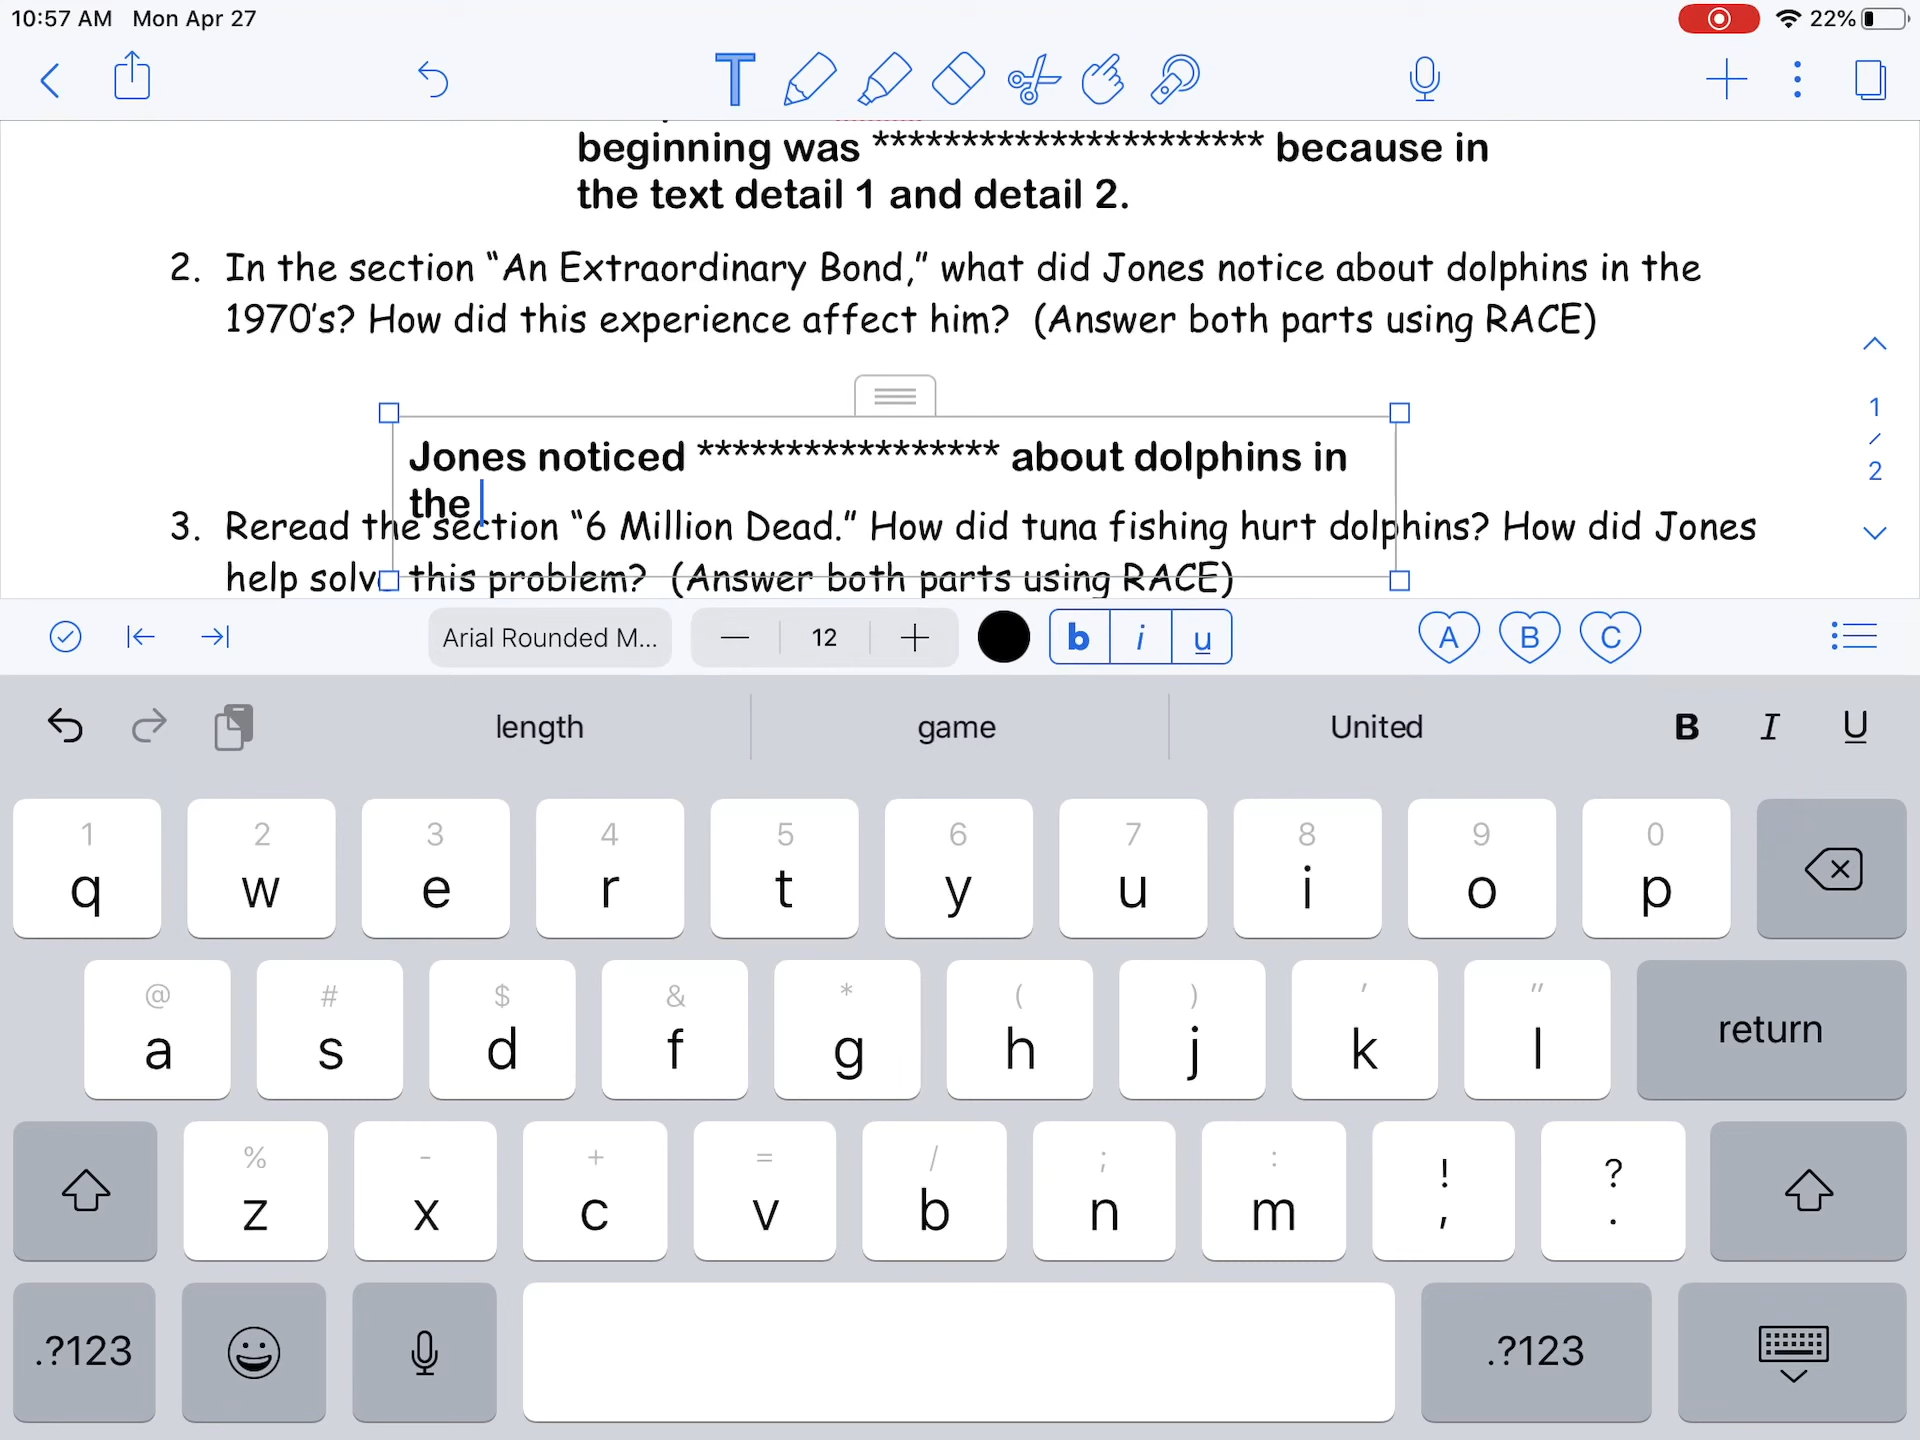 10:57 AM Mon Apr 27
22%
T
beginning was ********************** because in
the text detail 1 and detail 2.
2. In the section “An Extraordinary Bond,” what did Jones notice about dolphins in the
1970’s? How did this experience affect him? (Answer both parts using RACE)
1
/
2
Jones noticed ***************** about dolphins in
the
3. Reread the section “6 Million Dead.” How did tuna fishing hurt dolphins? How did Jones
help solve this problem? (Answer both parts using RACE)
Arial Rounded M... — 12 + b i u A B C
length game United B I U
1 2 3 4 5 6 7 8 9 0
q w e r t y u i o p
@ # $ & * ( ) ' "
a s d f g h j k l return
% - + = / ; : ! ?
z x c v b n m , .
.?123 .?123